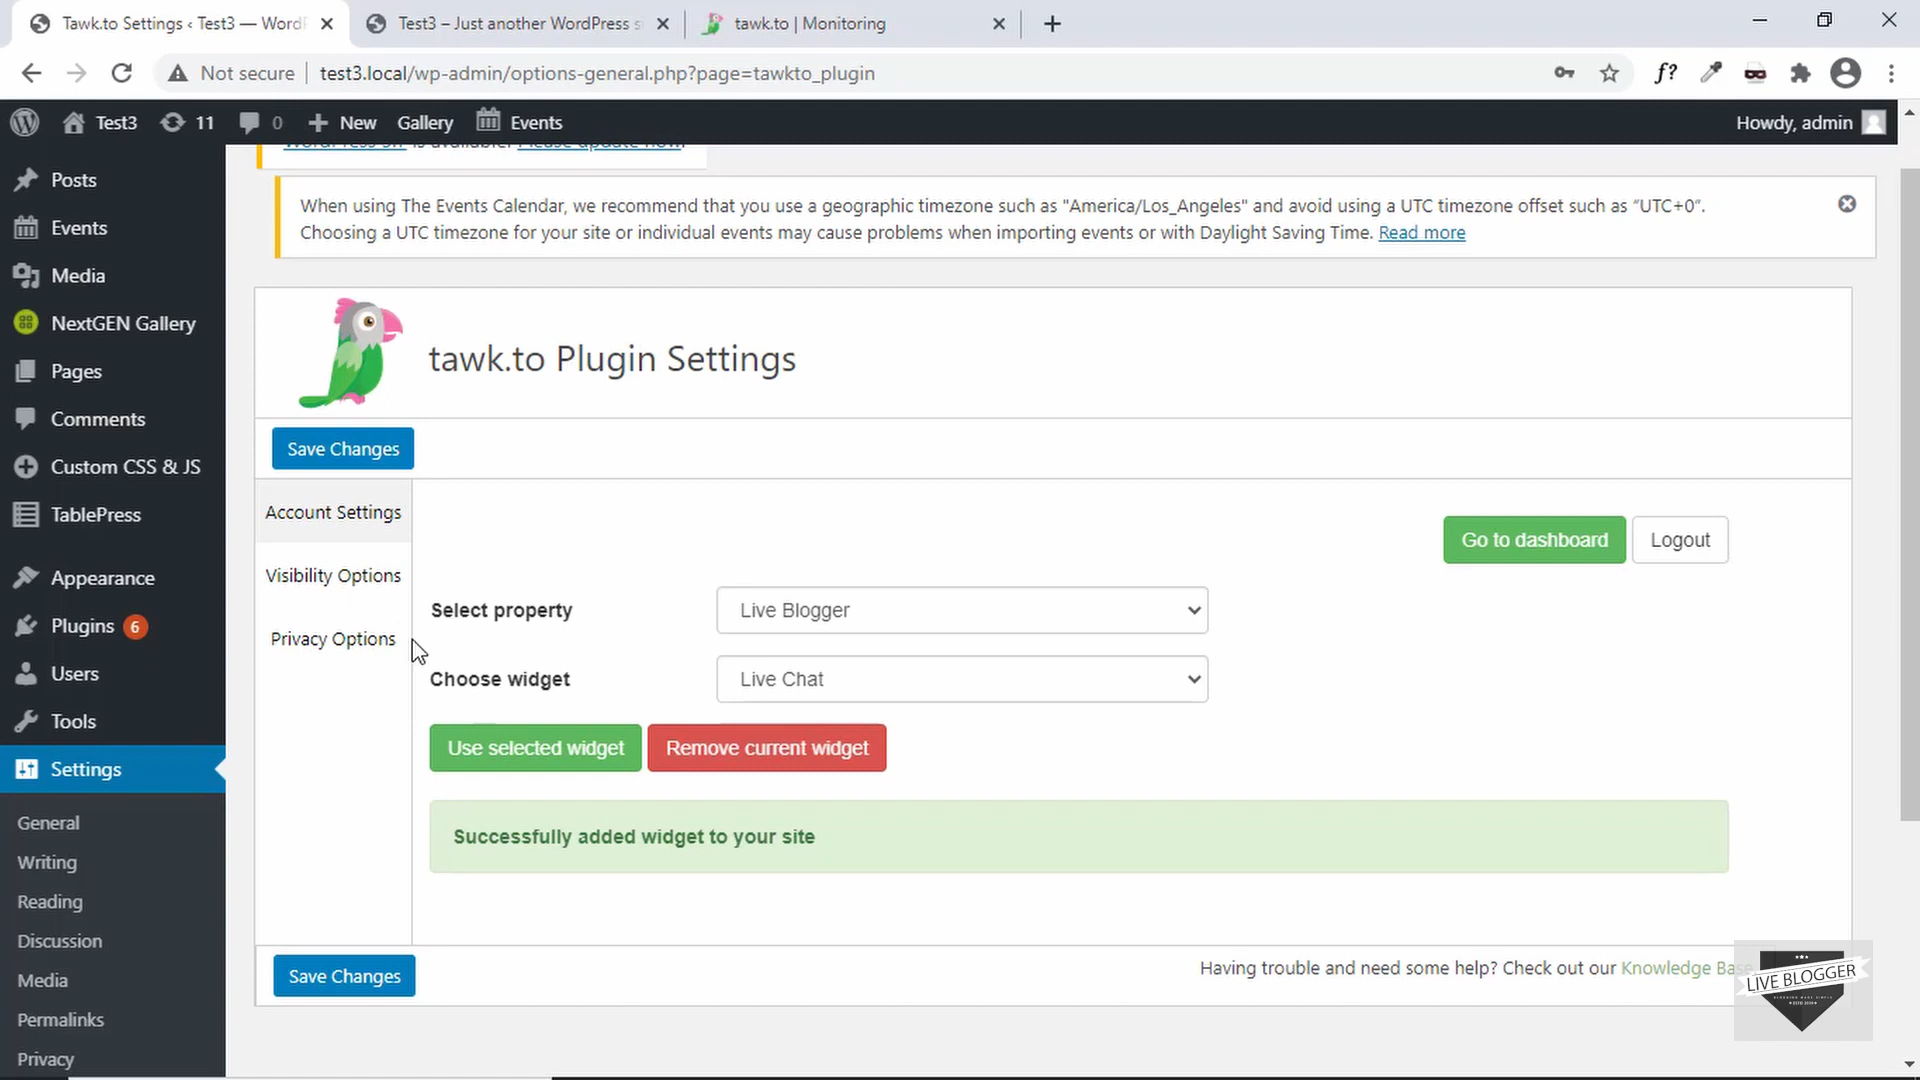 Tawk.to Settings ‹ Test3 — Word
Test3 – Just another WordPress s
tawk.to | Monitoring
Not secure
test3.local/wp-admin/options-general.php?page=tawkto_plugin
f?
Test3
11
0
New
Gallery
Events
Howdy, admin
is available! Please update now.
Posts
Events
Media
NextGEN Gallery
Pages
Comments
Custom CSS & JS
TablePress
Appearance
Plugins 6
Users
Tools
Settings
General
Writing
Reading
Discussion
Media
Permalinks
Privacy
When using The Events Calendar, we recommend that you use a geographic timezone such as "America/Los_Angeles" and avoid using a UTC timezone offset such as “UTC+0”.
Choosing a UTC timezone for your site or individual events may cause problems when importing events or with Daylight Saving Time. Read more
tawk.to Plugin Settings
Save Changes
Account Settings
Visibility Options
Privacy Options
Go to dashboard
Logout
Select property
Live Blogger
Choose widget
Live Chat
Use selected widget
Remove current widget
Successfully added widget to your site
Save Changes
Having trouble and need some help? Check out our Knowledge Base
LIVE BLOGGER